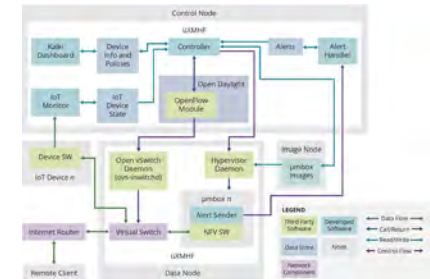 Control Node
uXMHF
Kalki
Dashboard
Device
Info and
Policies
Controller
Alerts
Alert
Handler
Open Daylight
IoT
Monitor
IoT
Device
State
OpenFlow
Module
Device SW
IoT Device n
Open vSwitch
Daemon
(ovs-vswitchd)
Hypervisor
Daemon
Image Node
µmbox
Images
µmbox n
Alert Sender
NFV SW
Internet Router
Virtual Switch
uXMHF
Remote Client
Data Node
LEGEND
Third Party
Software
Developed
Software
Data Store
Node
Network
Component
Data Flow
Call/Return
Read/Write
Control Flow